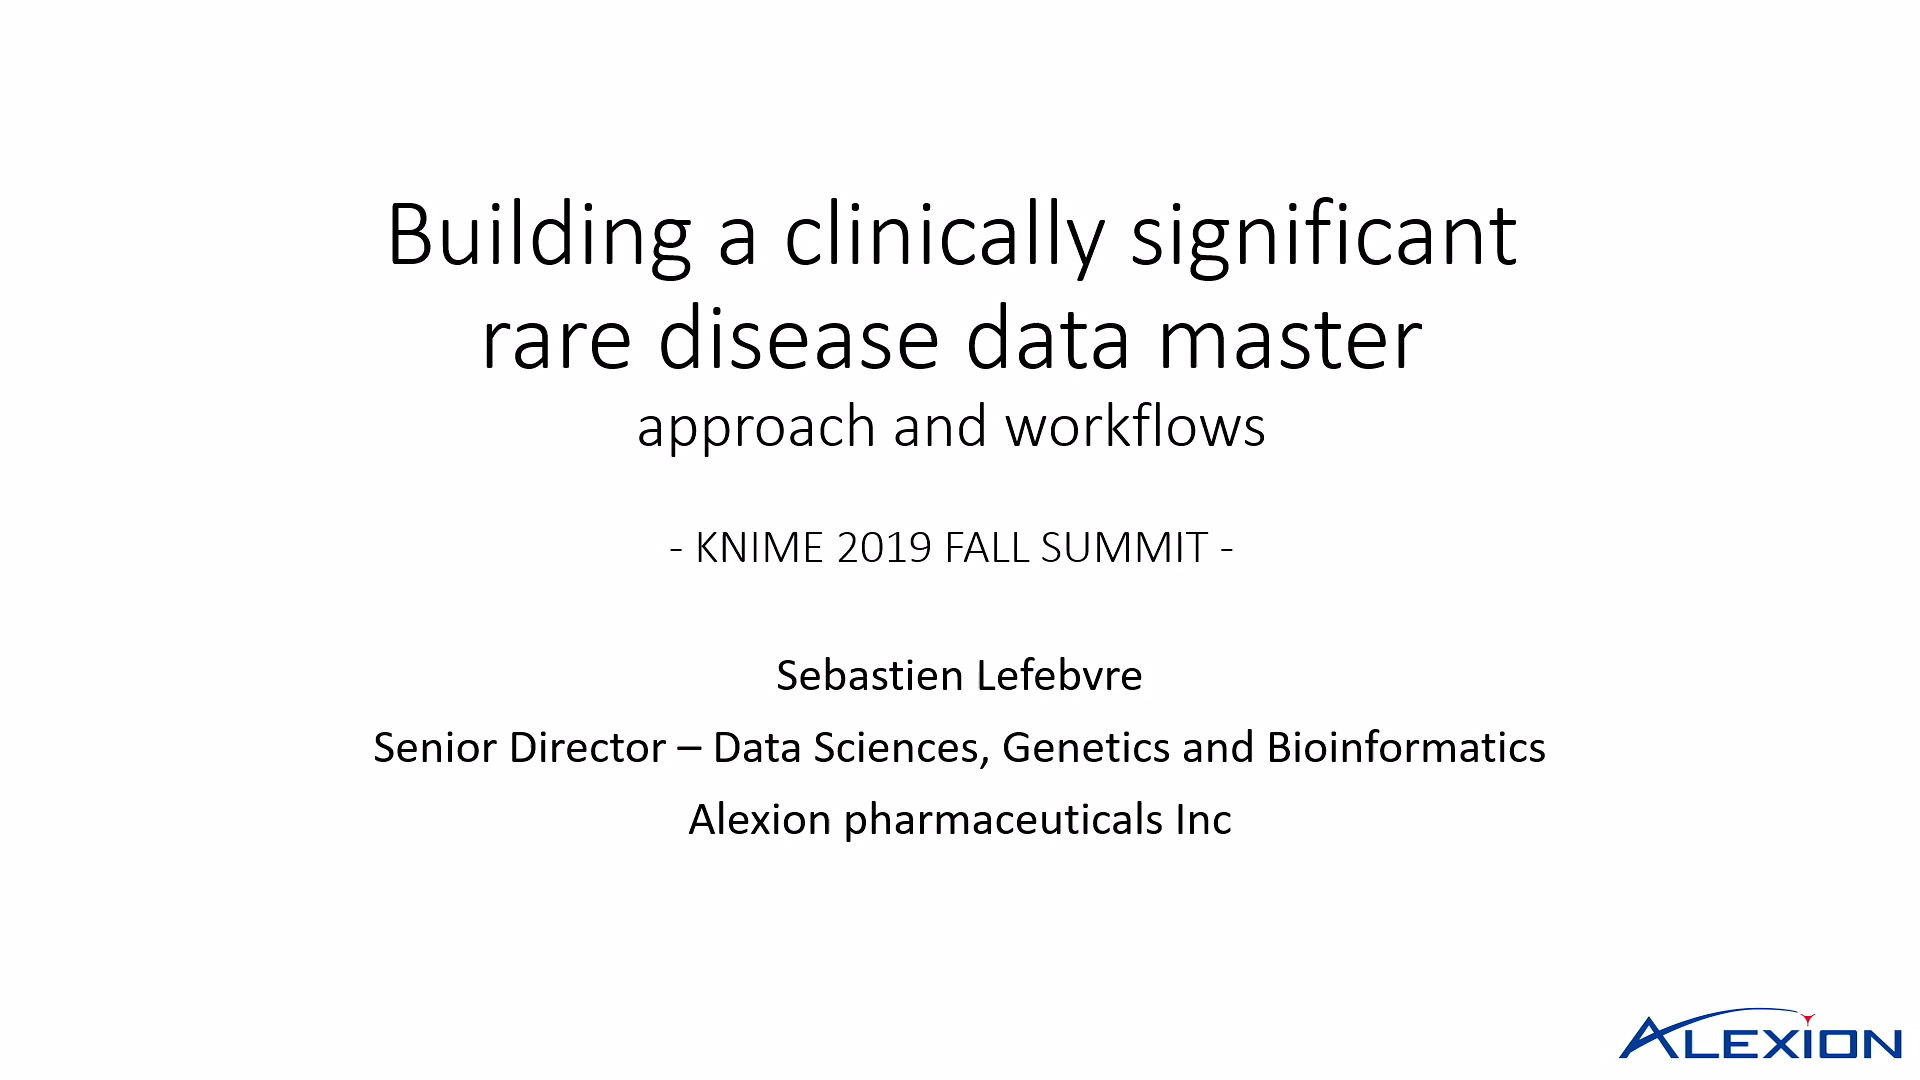 Building a clinically significant
rare disease data master
approach and workflows
- KNIME 2019 FALL SUMMIT -
Sebastien Lefebvre
Senior Director – Data Sciences, Genetics and Bioinformatics
Alexion pharmaceuticals Inc
ALEXION